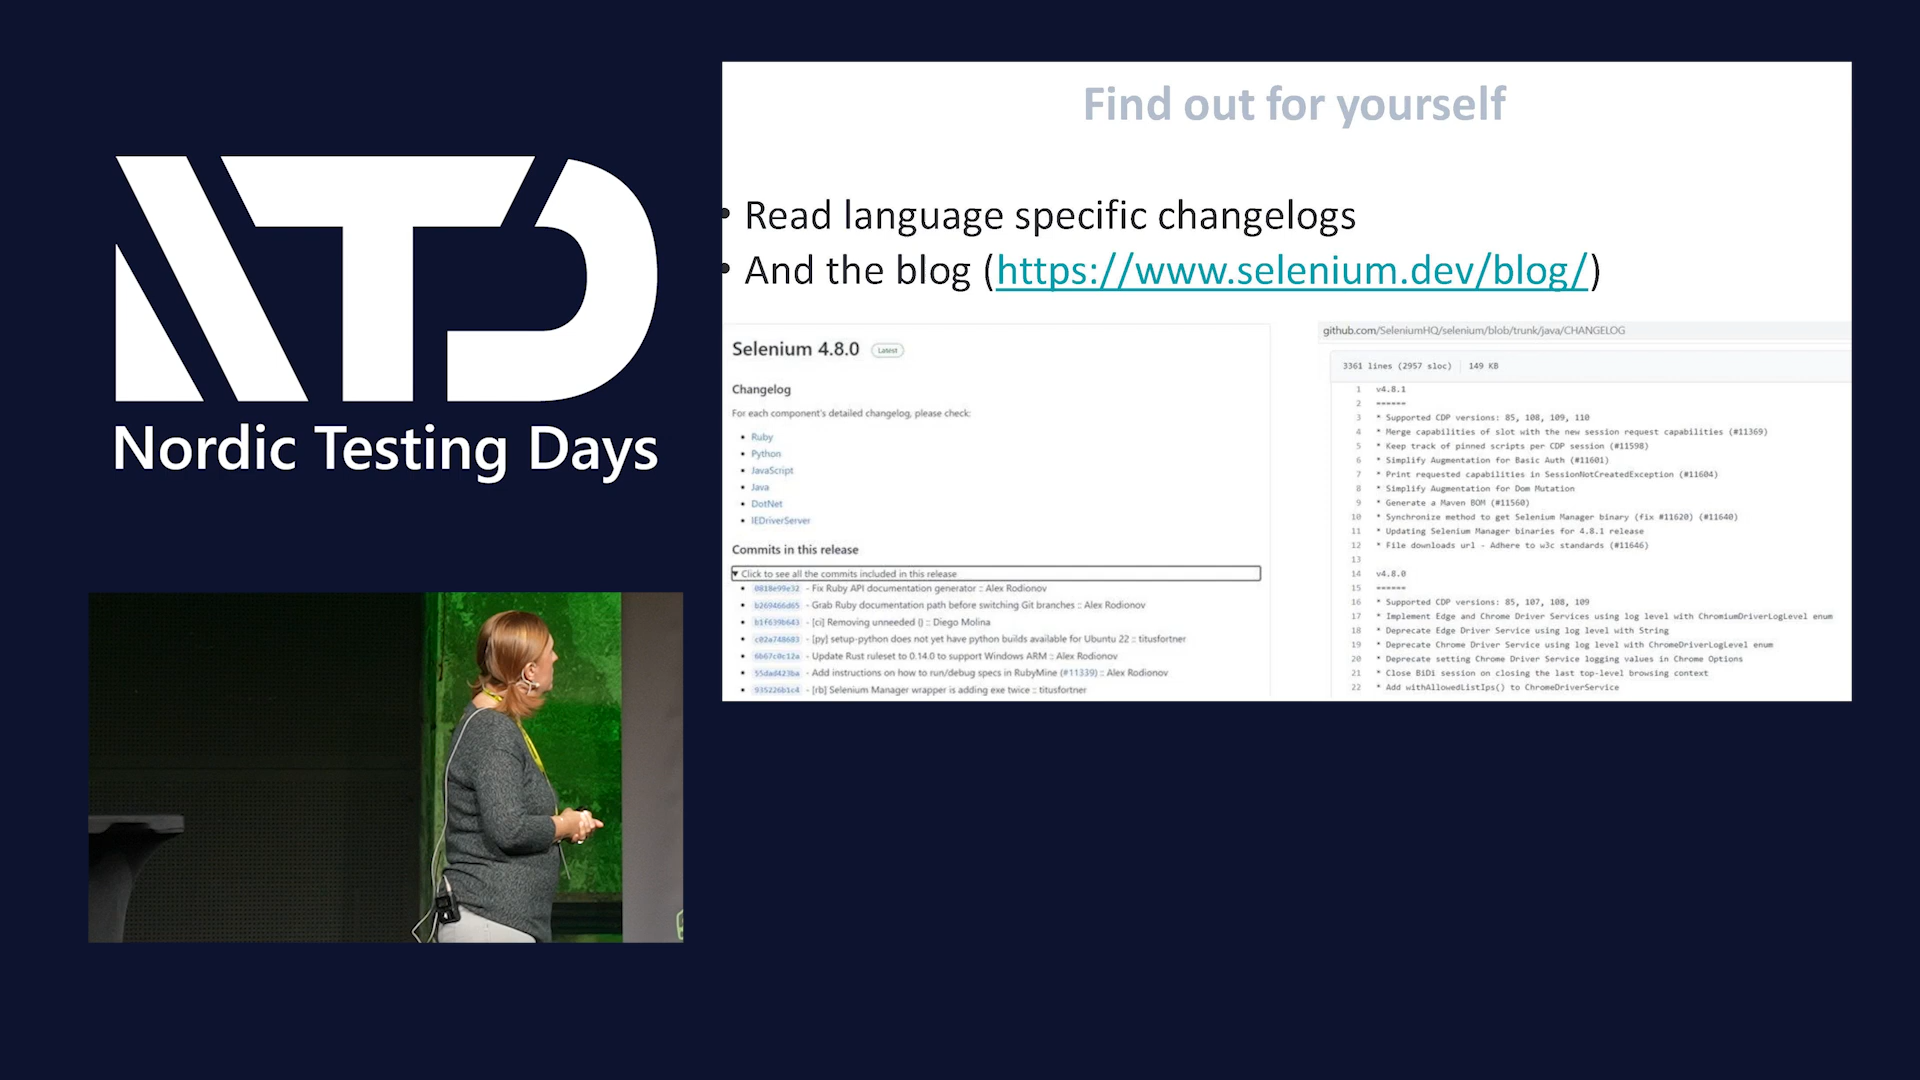 Nordic Testing Days
Find out for yourself
• Read language specific changelogs
• And the blog (https://www.selenium.dev/blog/)
Selenium 4.8.0 Latest
Changelog
For each component's detailed changelog, please check:
• Ruby
• Python
• JavaScript
• Java
• DotNet
• IEDriverServer
Commits in this release
▼ Click to see all the commits included in this release
• 0818e99e32 - Fix Ruby API documentation generator :: Alex Rodionov
• b269466d65 - Grab Ruby documentation path before switching Git branches :: Alex Rodionov
• b1f639b643 - [ci] Removing unneeded () :: Diego Molina
• c02a748683 - [py] setup-python does not yet have python builds available for Ubuntu 22 :: titusfortner
• 6b67c0c12a - Update Rust ruleset to 0.14.0 to support Windows ARM :: Alex Rodionov
• 55dad423ba - Add instructions on how to run/debug specs in RubyMine (#11339) :: Alex Rodionov
• 935226b1c4 - [rb] Selenium Manager wrapper is adding exe twice :: titusfortner
github.com/SeleniumHQ/selenium/blob/trunk/java/CHANGELOG
3361 lines (2957 sloc) 149 KB
1 v4.8.1
2 ======
3 * Supported CDP versions: 85, 108, 109, 110
4 * Merge capabilities of slot with the new session request capabilities (#11369)
5 * Keep track of pinned scripts per CDP session (#11598)
6 * Simplify Augmentation for Basic Auth (#11601)
7 * Print requested capabilities in SessionNotCreatedException (#11604)
8 * Simplify Augmentation for Dom Mutation
9 * Generate a Maven BOM (#11560)
10 * Synchronize method to get Selenium Manager binary (fix #11620) (#11640)
11 * Updating Selenium Manager binaries for 4.8.1 release
12 * File downloads url - Adhere to w3c standards (#11646)
13
14 v4.8.0
15 ======
16 * Supported CDP versions: 85, 107, 108, 109
17 * Implement Edge and Chrome Driver Services using log level with ChromiumDriverLogLevel enum
18 * Deprecate Edge Driver Service using log level with String
19 * Deprecate Chrome Driver Service using log level with ChromeDriverLogLevel enum
20 * Deprecate setting Chrome Driver Service logging values in Chrome Options
21 * Close BiDi session on closing the last top-level browsing context
22 * Add withAllowedListIps() to ChromeDriverService